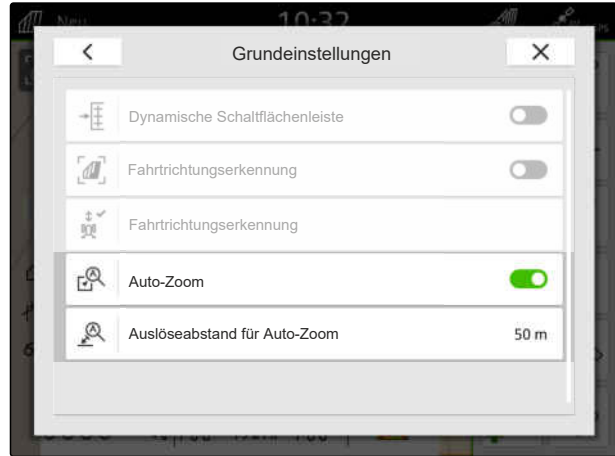 Neu 10:32
Grundeinstellungen
Dynamische Schaltflächenleiste
Fahrtrichtungserkennung
Fahrtrichtungserkennung
Auto-Zoom
Auslöseabstand für Auto-Zoom 50 m